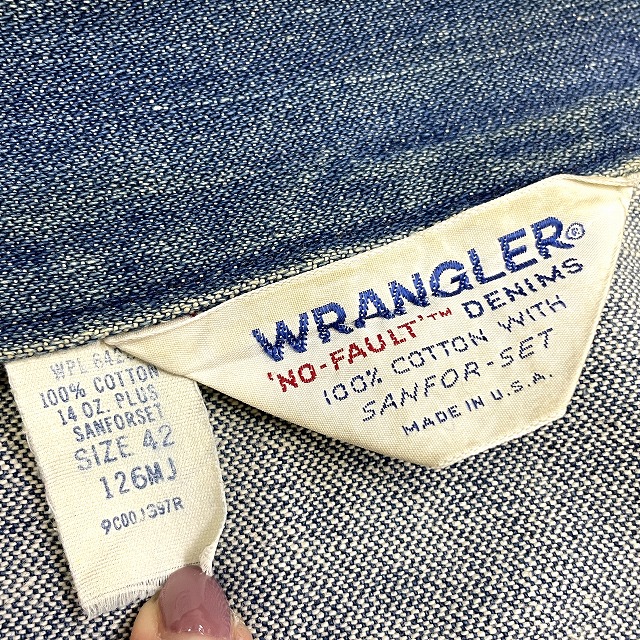 WRANGLER®
'NO-FAULT'™ DENIMS
100% COTTON WITH
SANFOR-SET
MADE IN U.S.A.
WPL
100% COTTON
14 OZ. PLUS
SANFORSET
SIZE 42
126MJ